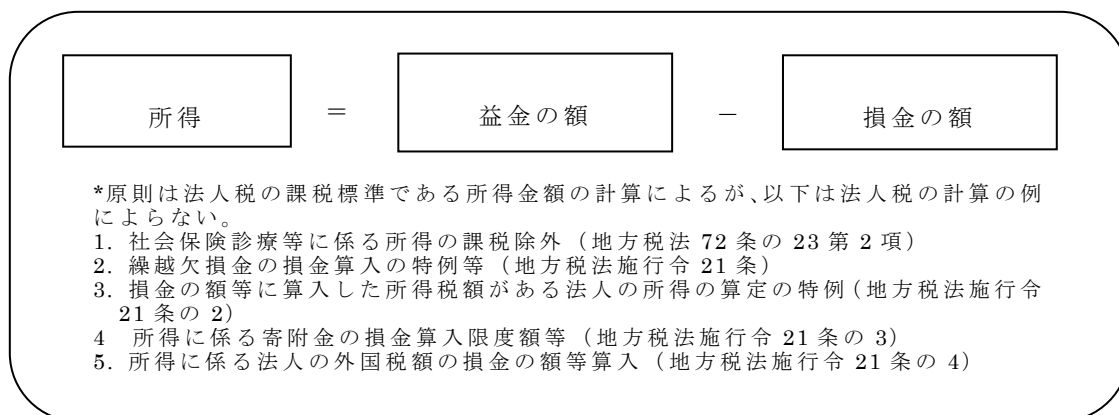 所得 = 益金の額 − 損金の額
*原則は法人税の課税標準である所得金額の計算によるが、以下は法人税の計算の例
によらない。
1. 社会保険診療等に係る所得の課税除外（地方税法 72 条の 23 第 2 項）
2. 繰越欠損金の損金算入の特例等（地方税法施行令 21 条）
3. 損金の額等に算入した所得税額がある法人の所得の算定の特例（地方税法施行令
21 条の 2）
4 所得に係る寄附金の損金算入限度額等（地方税法施行令 21 条の 3）
5. 所得に係る法人の外国税額の損金の額等算入（地方税法施行令 21 条の 4）